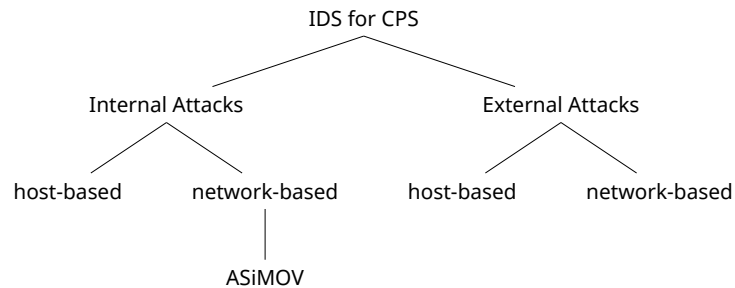 IDS for CPS
Internal Attacks
External Attacks
host-based
network-based
host-based
network-based
ASiMOV